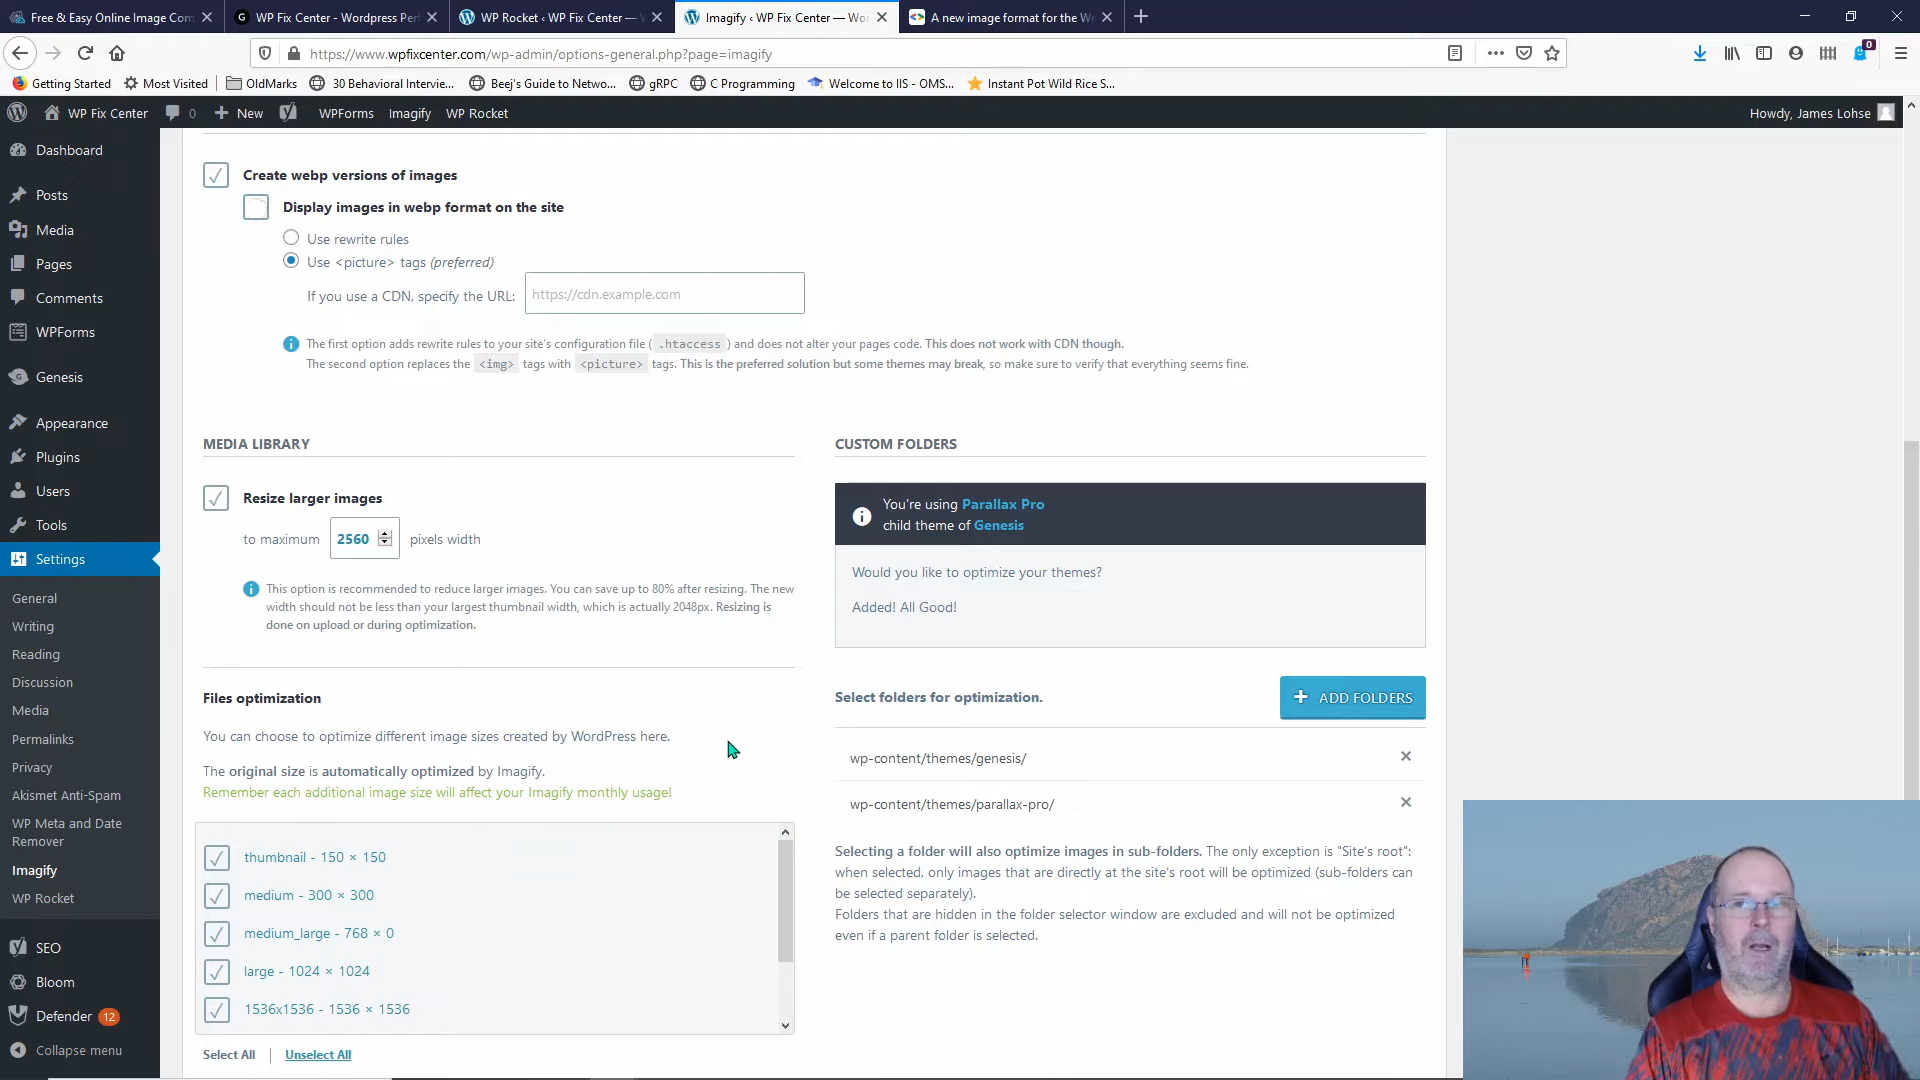 Free & Easy Online Image Com
WP Fix Center - Wordpress Per
WP Rocket ‹ WP Fix Center —
Imagify ‹ WP Fix Center — Wor
A new image format for the We
https://www.wpfixcenter.com/wp-admin/options-general.php?page=imagify
0
Getting Started
Most Visited
OldMarks
30 Behavioral Intervie...
Beej's Guide to Netwo...
gRPC
C Programming
Welcome to IIS - OMS...
Instant Pot Wild Rice S...
WP Fix Center
0
New
WPForms
Imagify
WP Rocket
Howdy, James Lohse
Dashboard
Posts
Media
Pages
Comments
WPForms
Genesis
Appearance
Plugins
Users
Tools
Settings
General
Writing
Reading
Discussion
Media
Permalinks
Privacy
Akismet Anti-Spam
WP Meta and Date
Remover
Imagify
WP Rocket
SEO
Bloom
Defender 12
Collapse menu
Create webp versions of images
Display images in webp format on the site
Use rewrite rules
Use <picture> tags (preferred)
If you use a CDN, specify the URL: https://cdn.example.com
The first option adds rewrite rules to your site's configuration file ( .htaccess ) and does not alter your pages code. This does not work with CDN though.
The second option replaces the <img> tags with <picture> tags. This is the preferred solution but some themes may break, so make sure to verify that everything seems fine.
MEDIA LIBRARY
Resize larger images
to maximum 2560 pixels width
This option is recommended to reduce larger images. You can save up to 80% after resizing. The new
width should not be less than your largest thumbnail width, which is actually 2048px. Resizing is
done on upload or during optimization.
Files optimization
You can choose to optimize different image sizes created by WordPress here.
The original size is automatically optimized by Imagify.
Remember each additional image size will affect your Imagify monthly usage!
thumbnail - 150 × 150
medium - 300 × 300
medium_large - 768 × 0
large - 1024 × 1024
1536x1536 - 1536 × 1536
Select All | Unselect All
CUSTOM FOLDERS
You're using Parallax Pro
child theme of Genesis
Would you like to optimize your themes?
Added! All Good!
Select folders for optimization.
+ ADD FOLDERS
wp-content/themes/genesis/
wp-content/themes/parallax-pro/
Selecting a folder will also optimize images in sub-folders. The only exception is "Site's root":
when selected, only images that are directly at the site's root will be optimized (sub-folders can
be selected separately).
Folders that are hidden in the folder selector window are excluded and will not be optimized
even if a parent folder is selected.